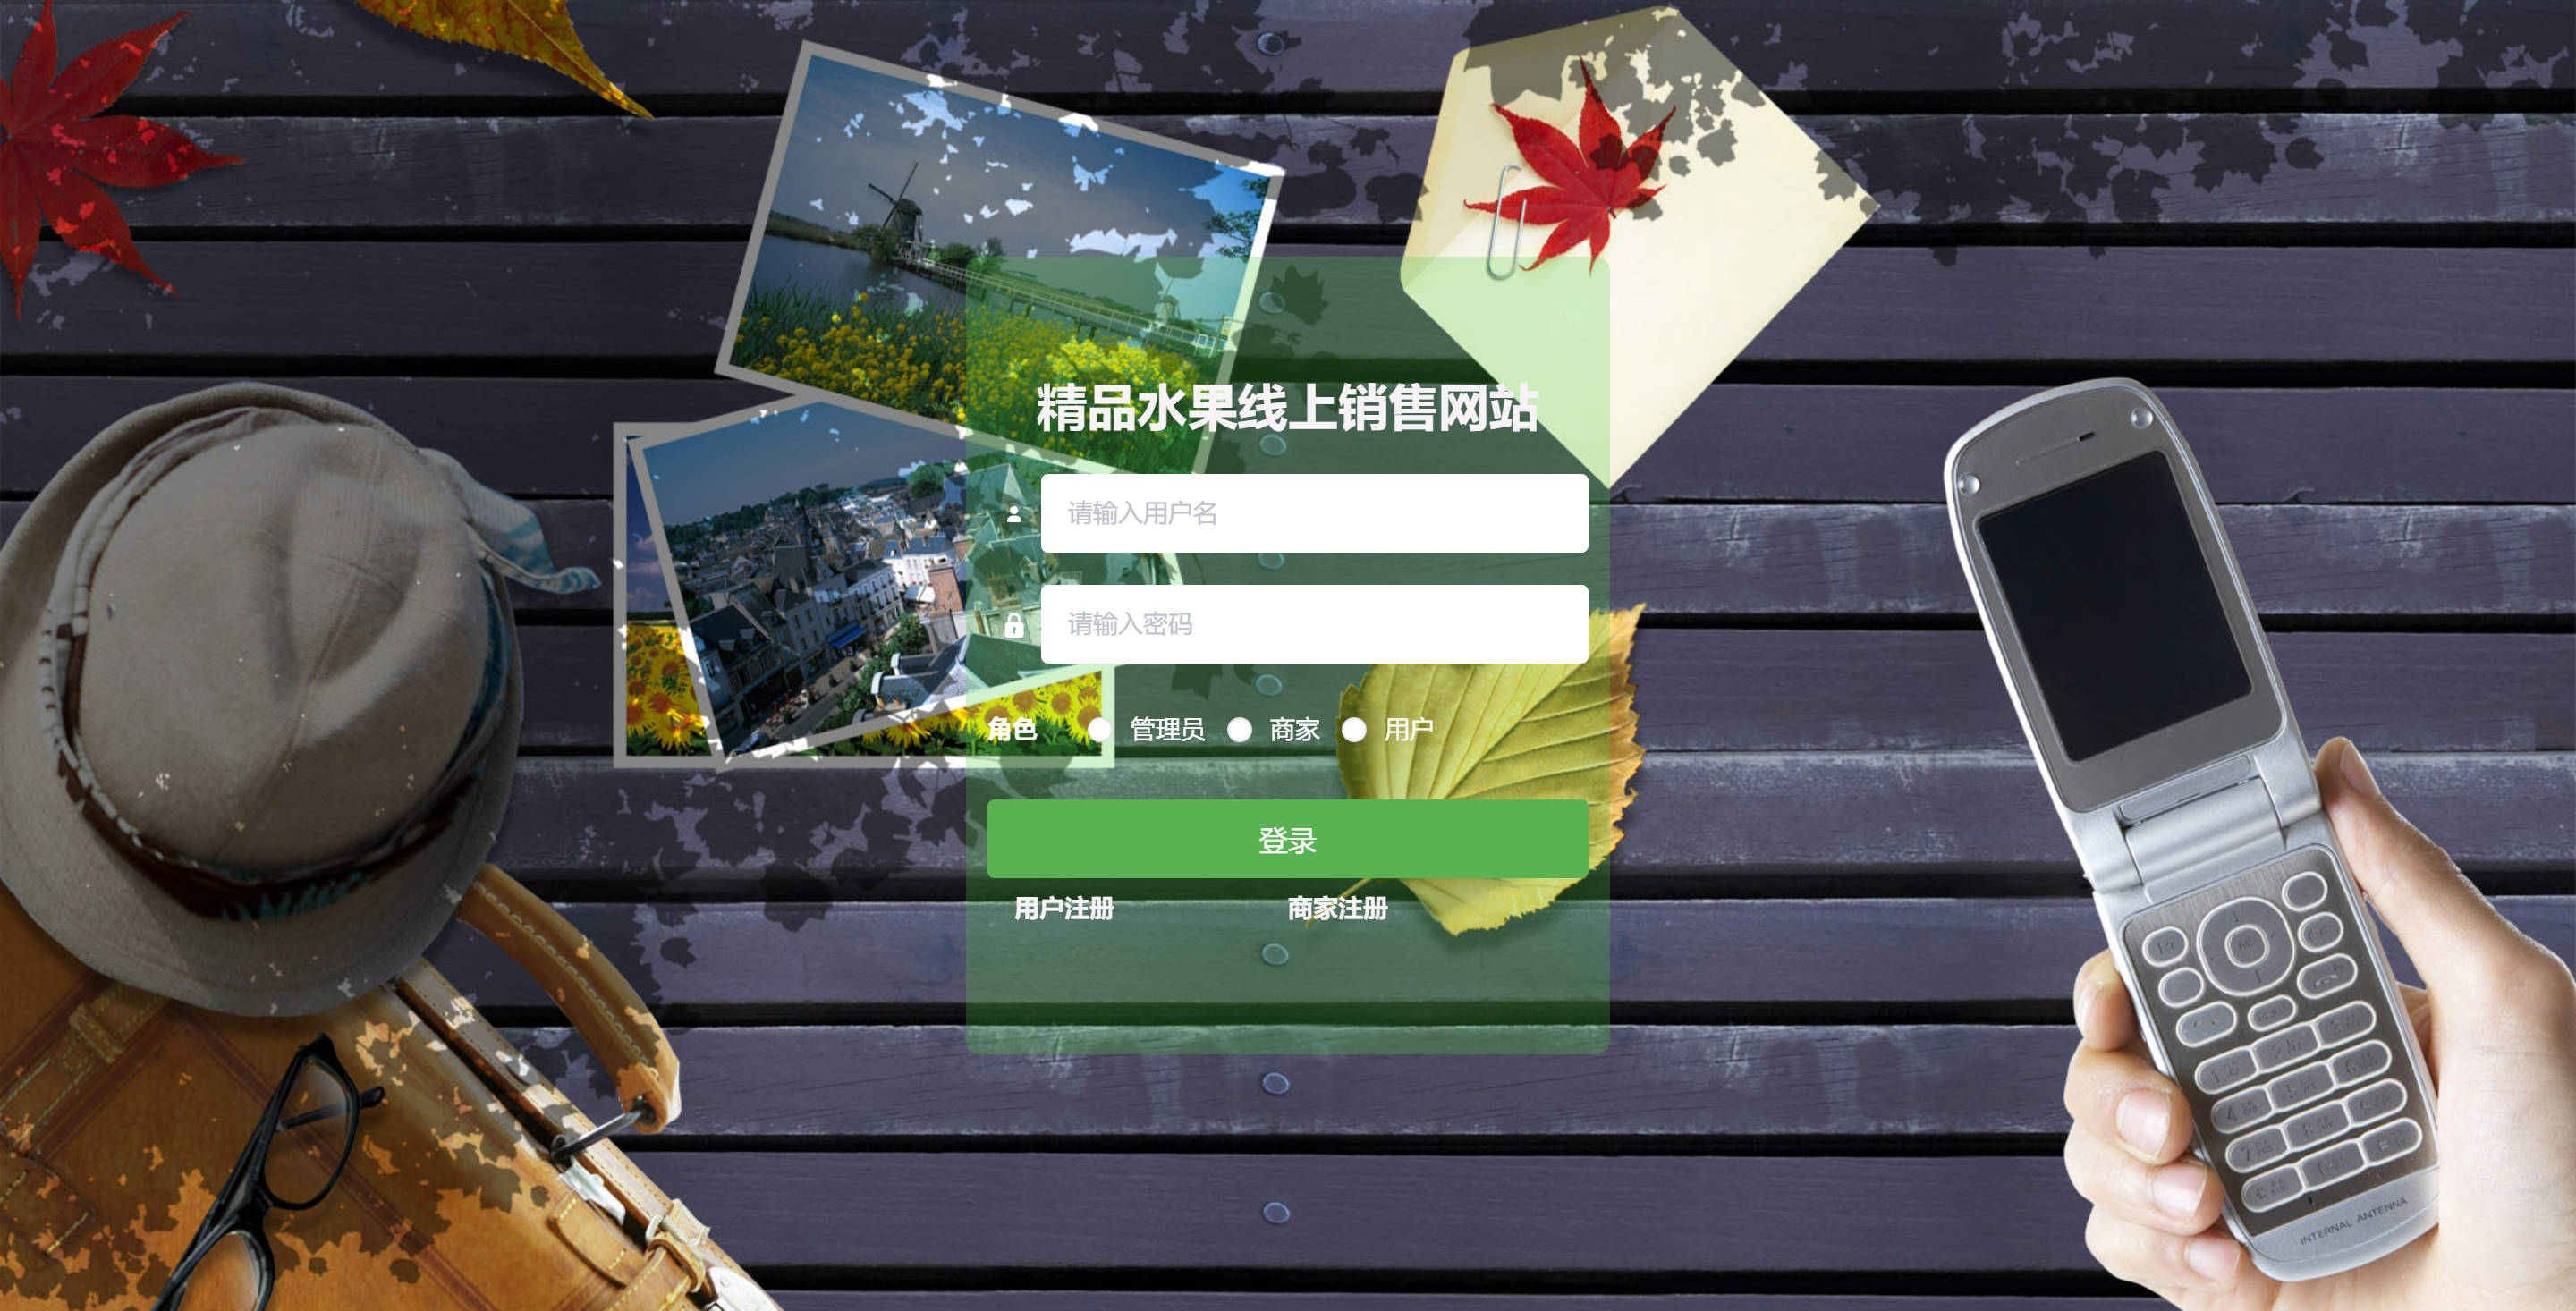 精品水果线上销售网站
请输入用户名
请输入密码
角色 管理员 商家 用户
登录
用户注册 商家注册
INTERNAL ANTENNA